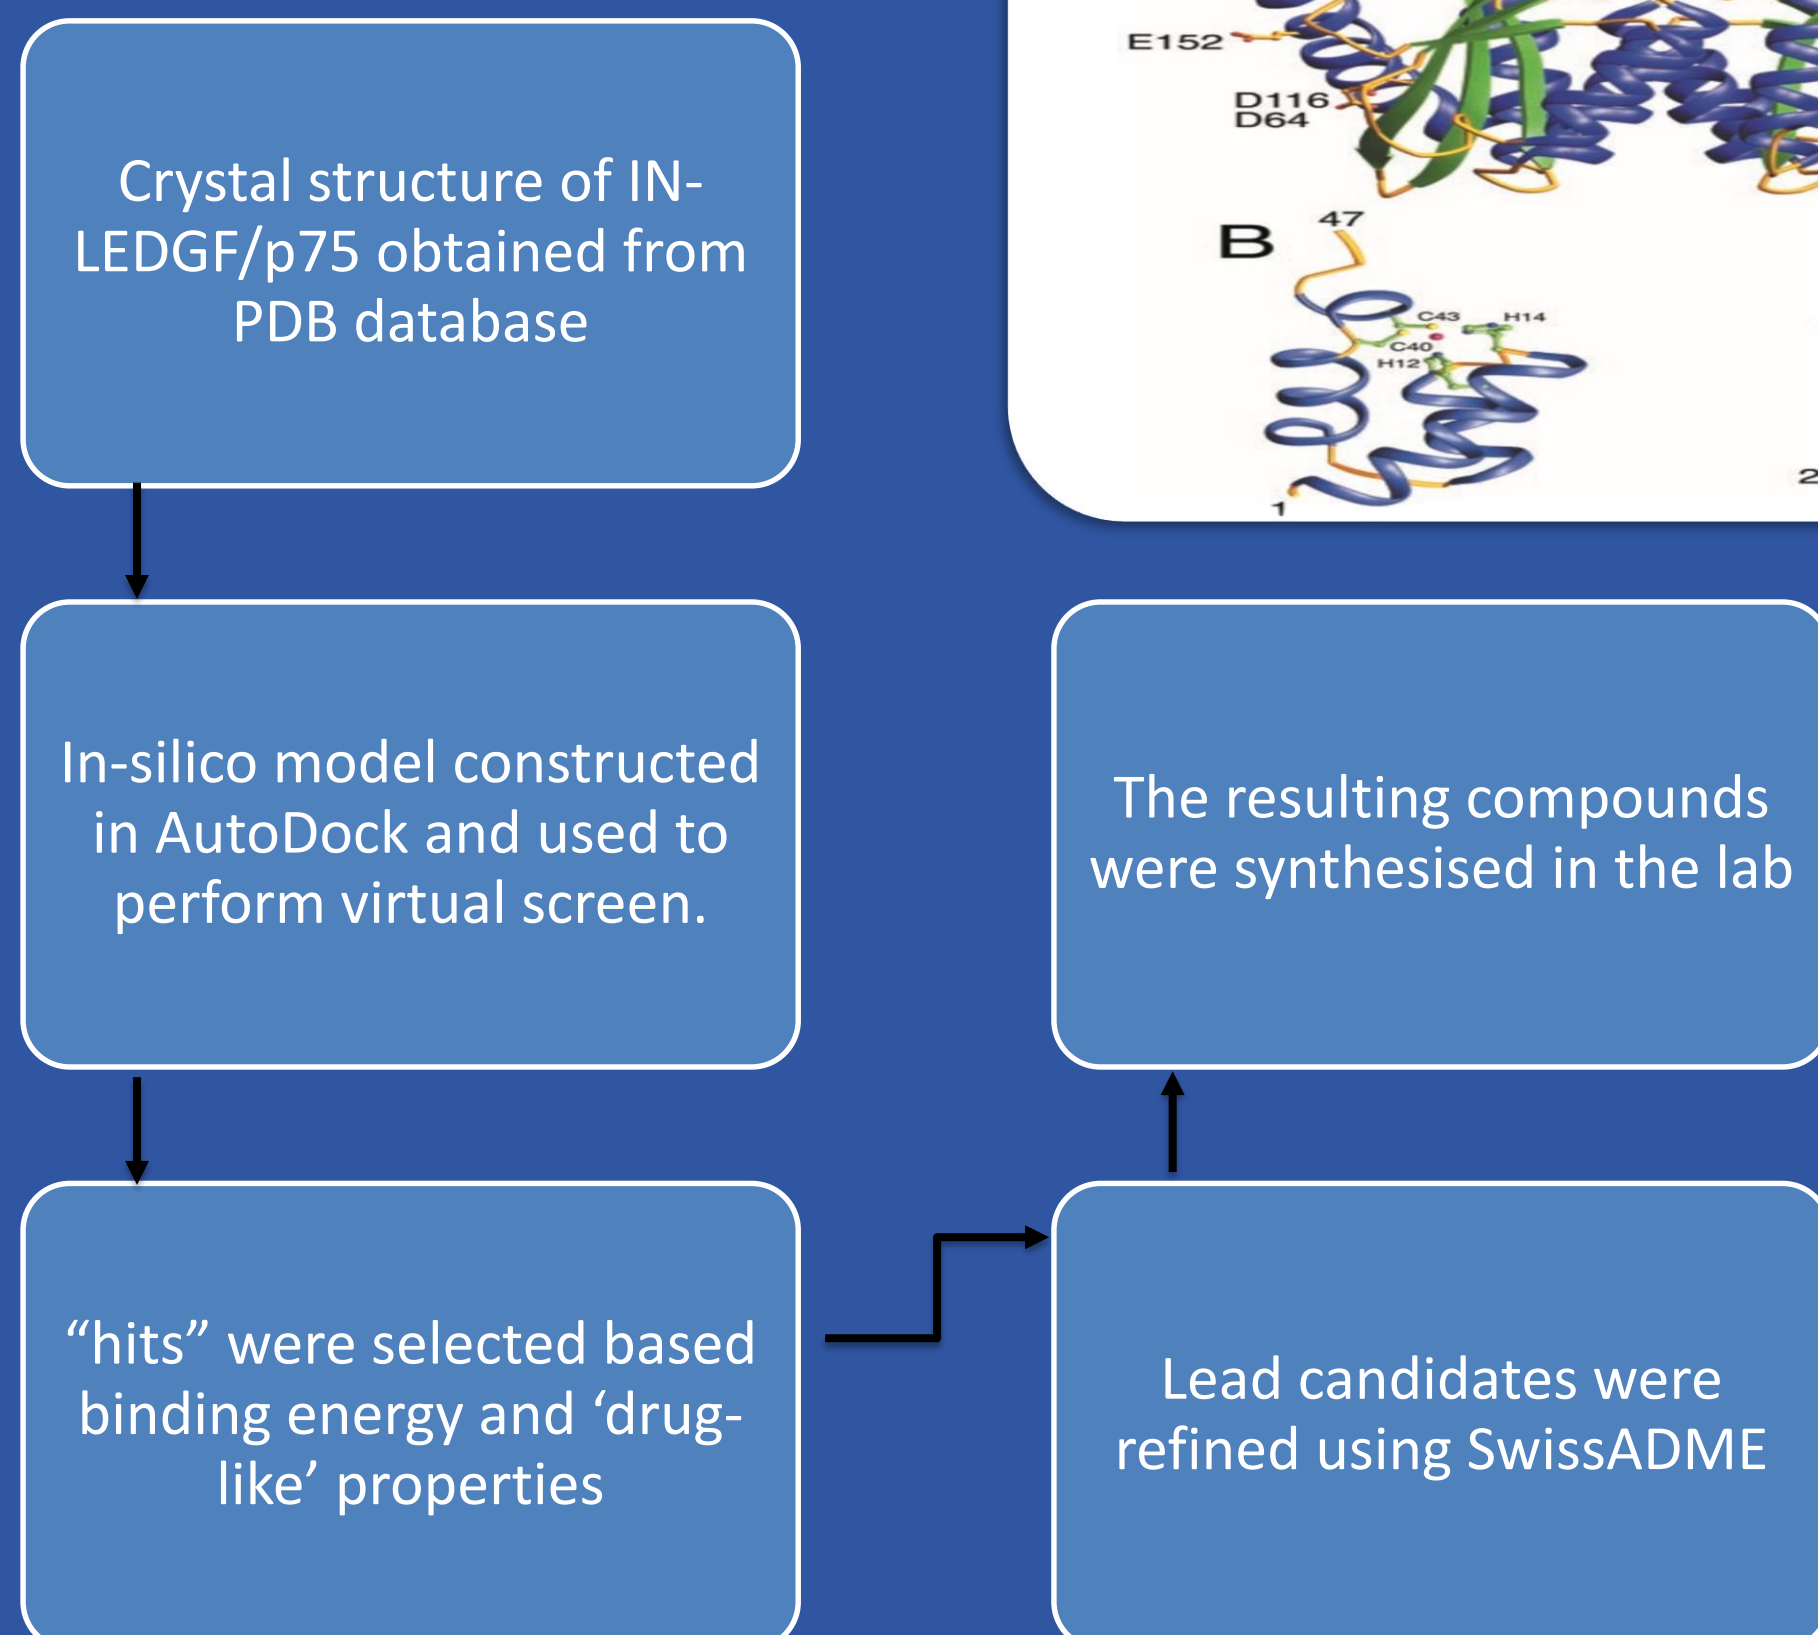 Crystal structure of IN-
LEDGF/p75 obtained from
PDB database
In-silico model constructed
in AutoDock and used to
perform virtual screen.
“hits” were selected based
binding energy and ‘drug-
like’ properties
Lead candidates were
refined using SwissADME
The resulting compounds
were synthesised in the lab
E152
D116
D64
B
47
C43
H14
C40
H12
1
2